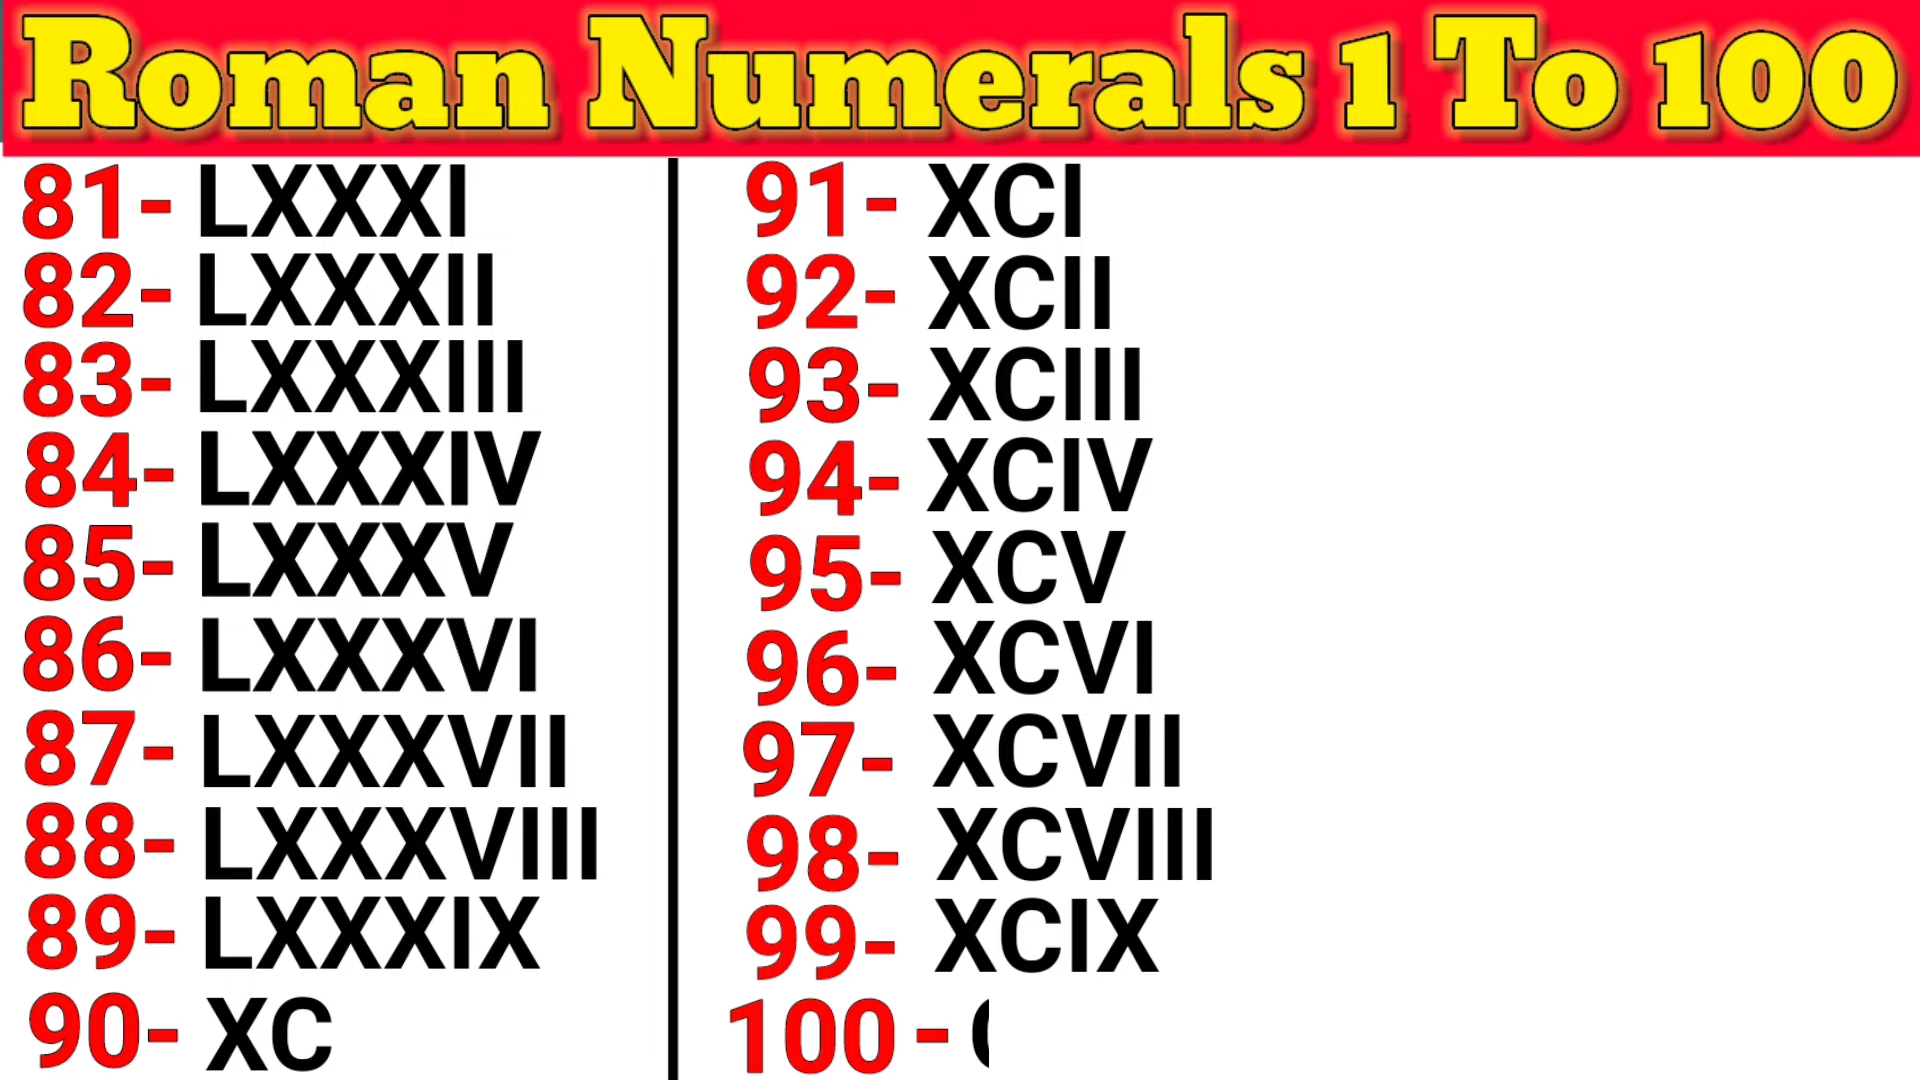 Roman Numerals 1 To 100
81- LXXXI
82- LXXXII
83- LXXXIII
84- LXXXIV
85- LXXXV
86- LXXXVI
87- LXXXVII
88- LXXXVIII
89- LXXXIX
90- XC
91- XCI
92- XCII
93- XCIII
94- XCIV
95- XCV
96- XCVI
97- XCVII
98- XCVIII
99- XCIX
100 -